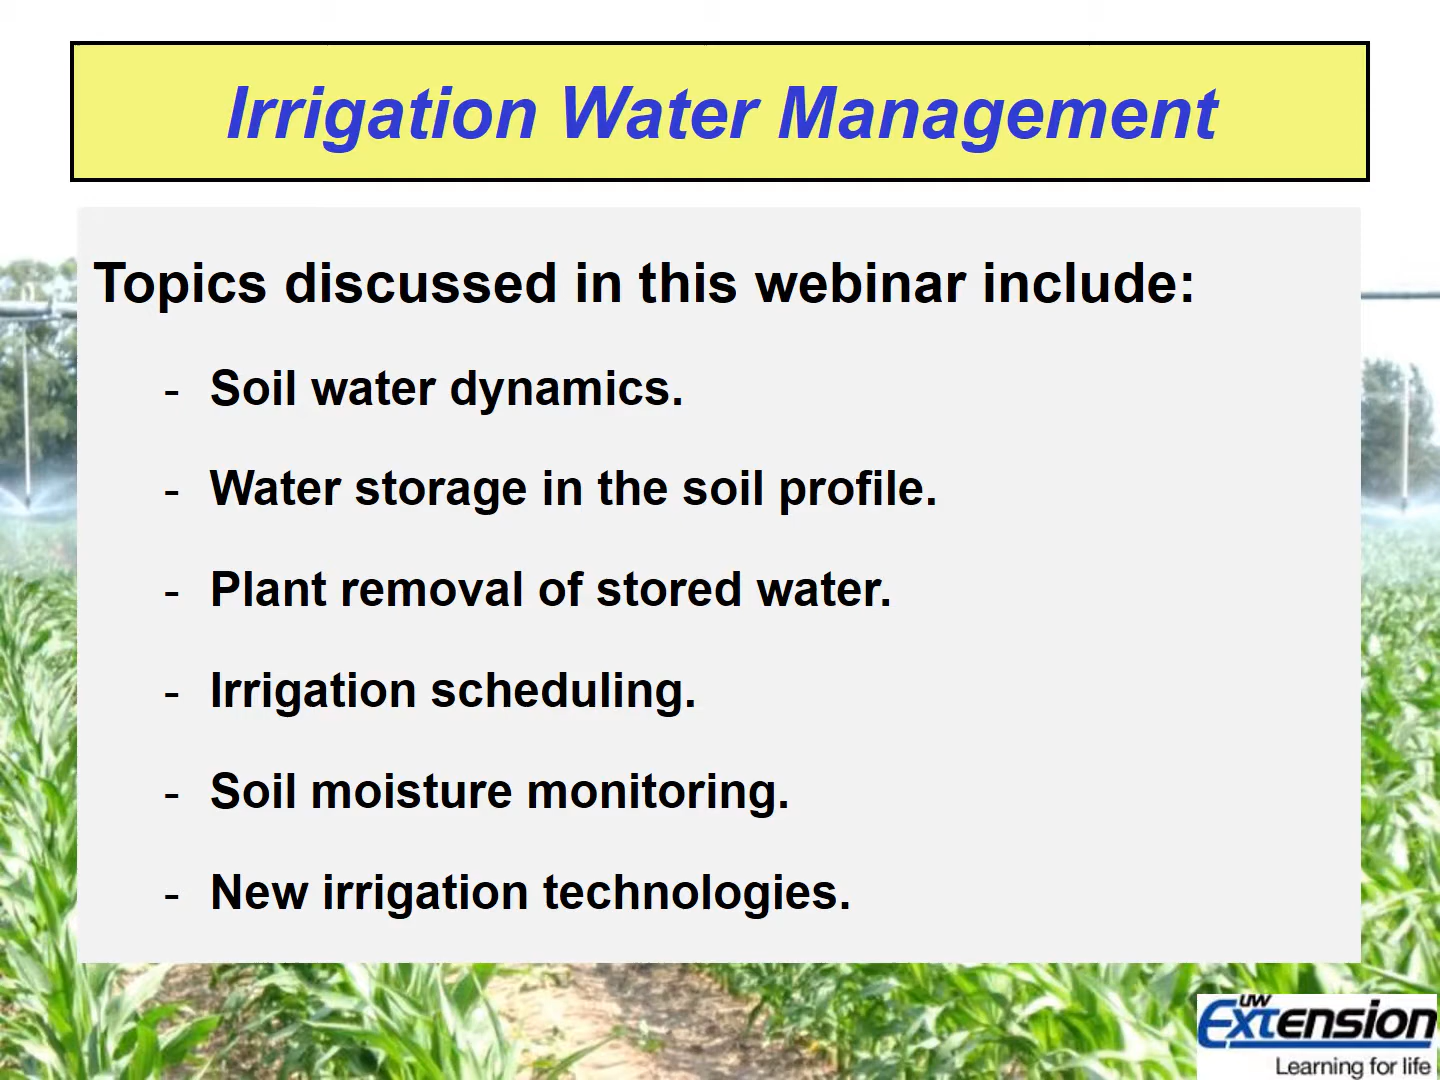 Irrigation Water Management
Topics discussed in this webinar include:
- Soil water dynamics.
- Water storage in the soil profile.
- Plant removal of stored water.
- Irrigation scheduling.
- Soil moisture monitoring.
- New irrigation technologies.
UW
Extension
Learning for life